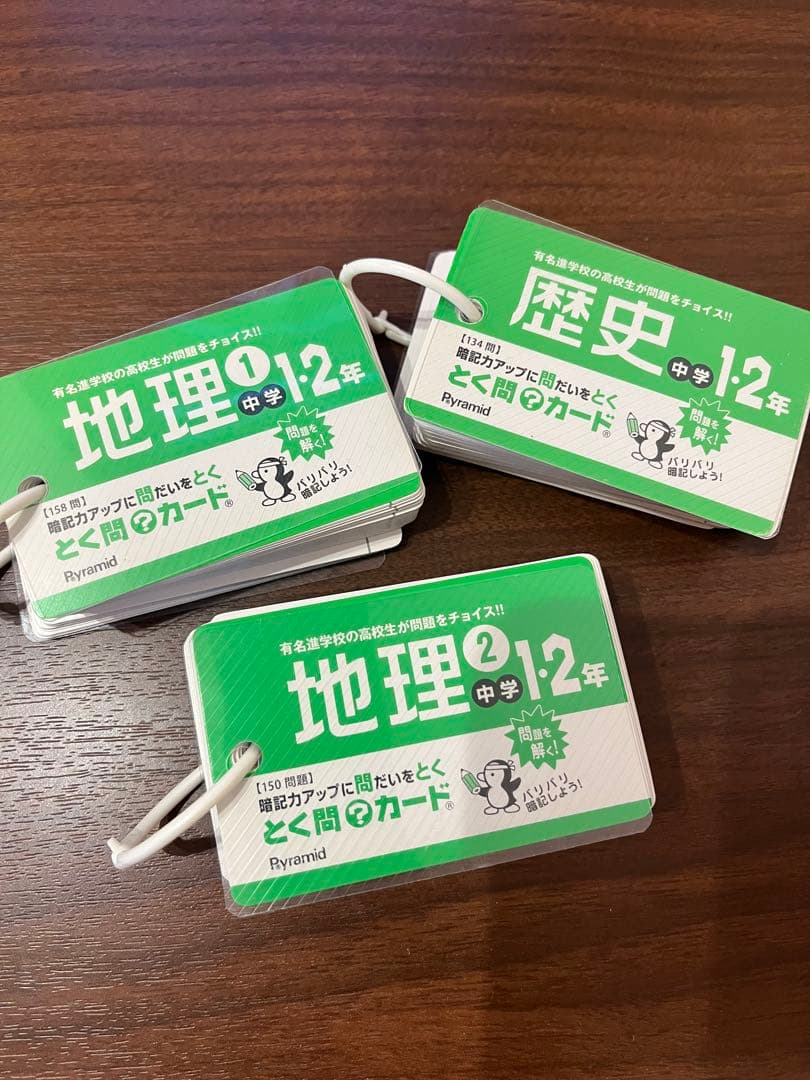 有名進学校の高校生が問題をチョイス!!
地理1 中学 1・2年
問題を
解く!
【158問】
暗記力アップに問だいをとく
とく問?カード®
バリバリ
暗記しよう!
Pyramid
有名進学校の高校生が問題をチョイス!!
歴史 中学 1・2年
問題を
解く!
【134問】
暗記力アップに問だいをとく
とく問?カード®
バリバリ
暗記しよう!
Pyramid
有名進学校の高校生が問題をチョイス!!
地理2 中学 1・2年
問題を
解く!
【150問題】
暗記力アップに問だいをとく
とく問?カード®
バリバリ
暗記しよう!
Pyramid